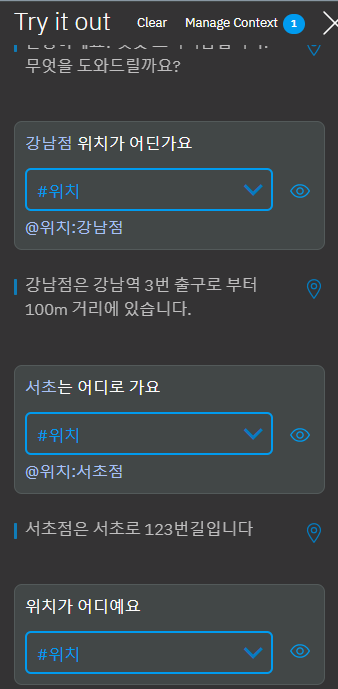 Try it out Clear Manage Context 1
무엇을 도와드릴까요?
강남점 위치가 어딘가요
#위치
@위치:강남점
강남점은 강남역 3번 출구로 부터
100m 거리에 있습니다.
서초는 어디로 가요
#위치
@위치:서초점
서초점은 서초로 123번길입니다
위치가 어디예요
#위치